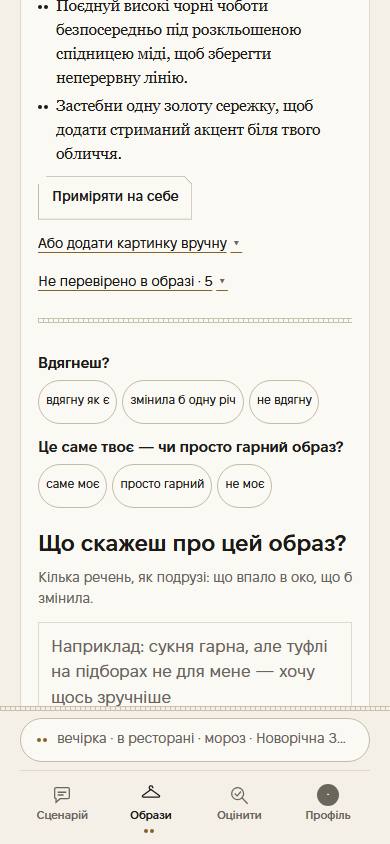 Поєднуй високі чорні чоботи
безпосередньо під розкльошеною
спідницею міді, щоб зберегти
неперервну лінію.
Застебни одну золоту сережку, щоб
додати стриманий акцент біля твого
обличчя.
Приміряти на себе
Або додати картинку вручну
Не перевірено в образі · 5
Вдягнеш?
вдягну як є
змінила б одну річ
не вдягну
Це саме твоє — чи просто гарний образ?
саме моє
просто гарний
не моє
Що скажеш про цей образ?
Кілька речень, як подрузі: що впало в око, що б
змінила.
Наприклад: сукня гарна, але туфлі
на підборах не для мене — хочу
щось зручніше
вечірка · в ресторані · мороз · Новорічна З...
Сценарій
Образи
Оцінити
Профіль